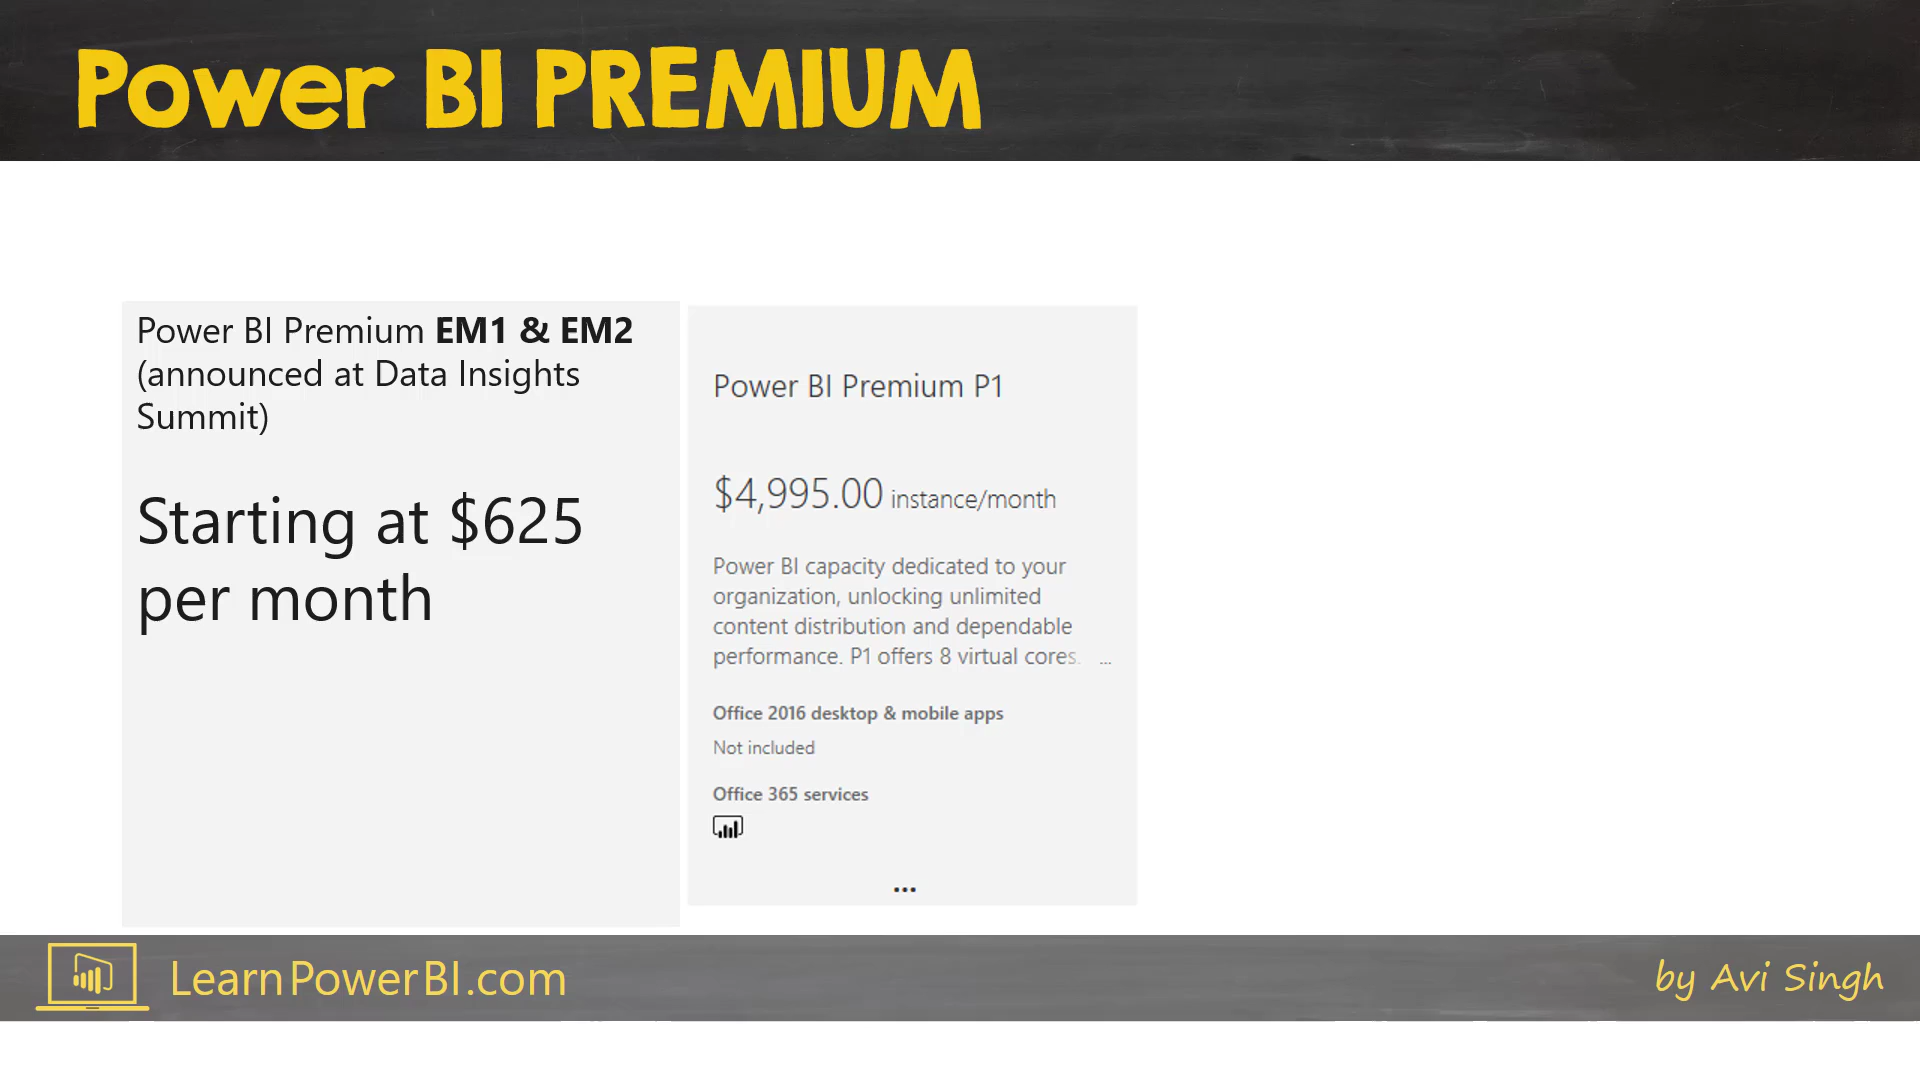 Power BI PREMIUM
Power BI Premium EM1 & EM2
(announced at Data Insights
Summit)
Starting at $625
per month
Power BI Premium P1
$4,995.00 instance/month
Power BI capacity dedicated to your
organization, unlocking unlimited
content distribution and dependable
performance. P1 offers 8 virtual cores. ...
Office 2016 desktop & mobile apps
Not included
Office 365 services
...
LearnPowerBI.com
by Avi Singh